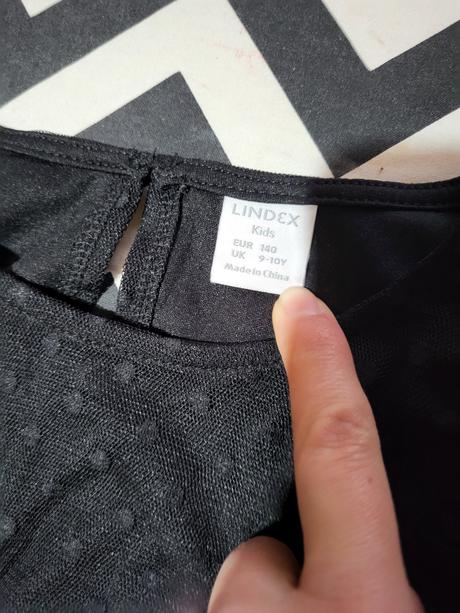 LINDEX
Kids
EUR 140
UK 9-10Y
Made in China